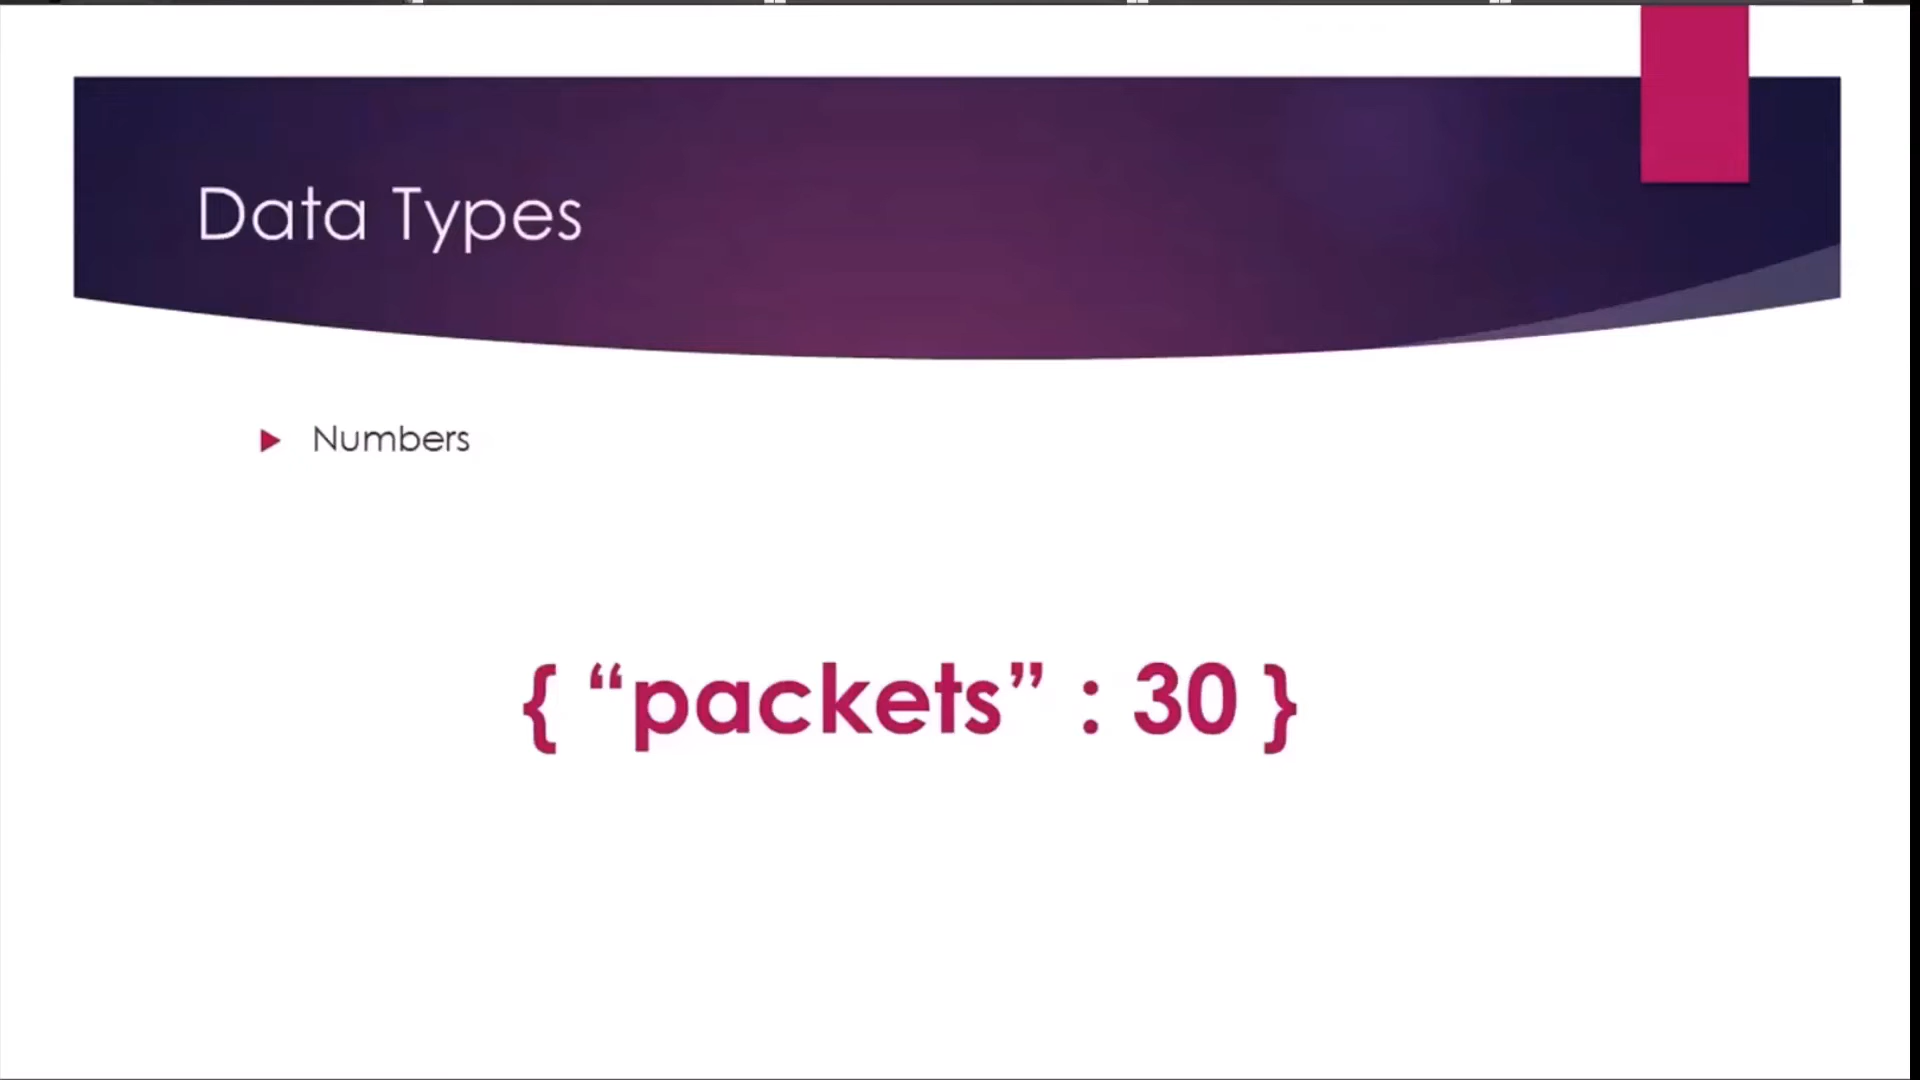 Data Types
Numbers
{ “packets” : 30 }